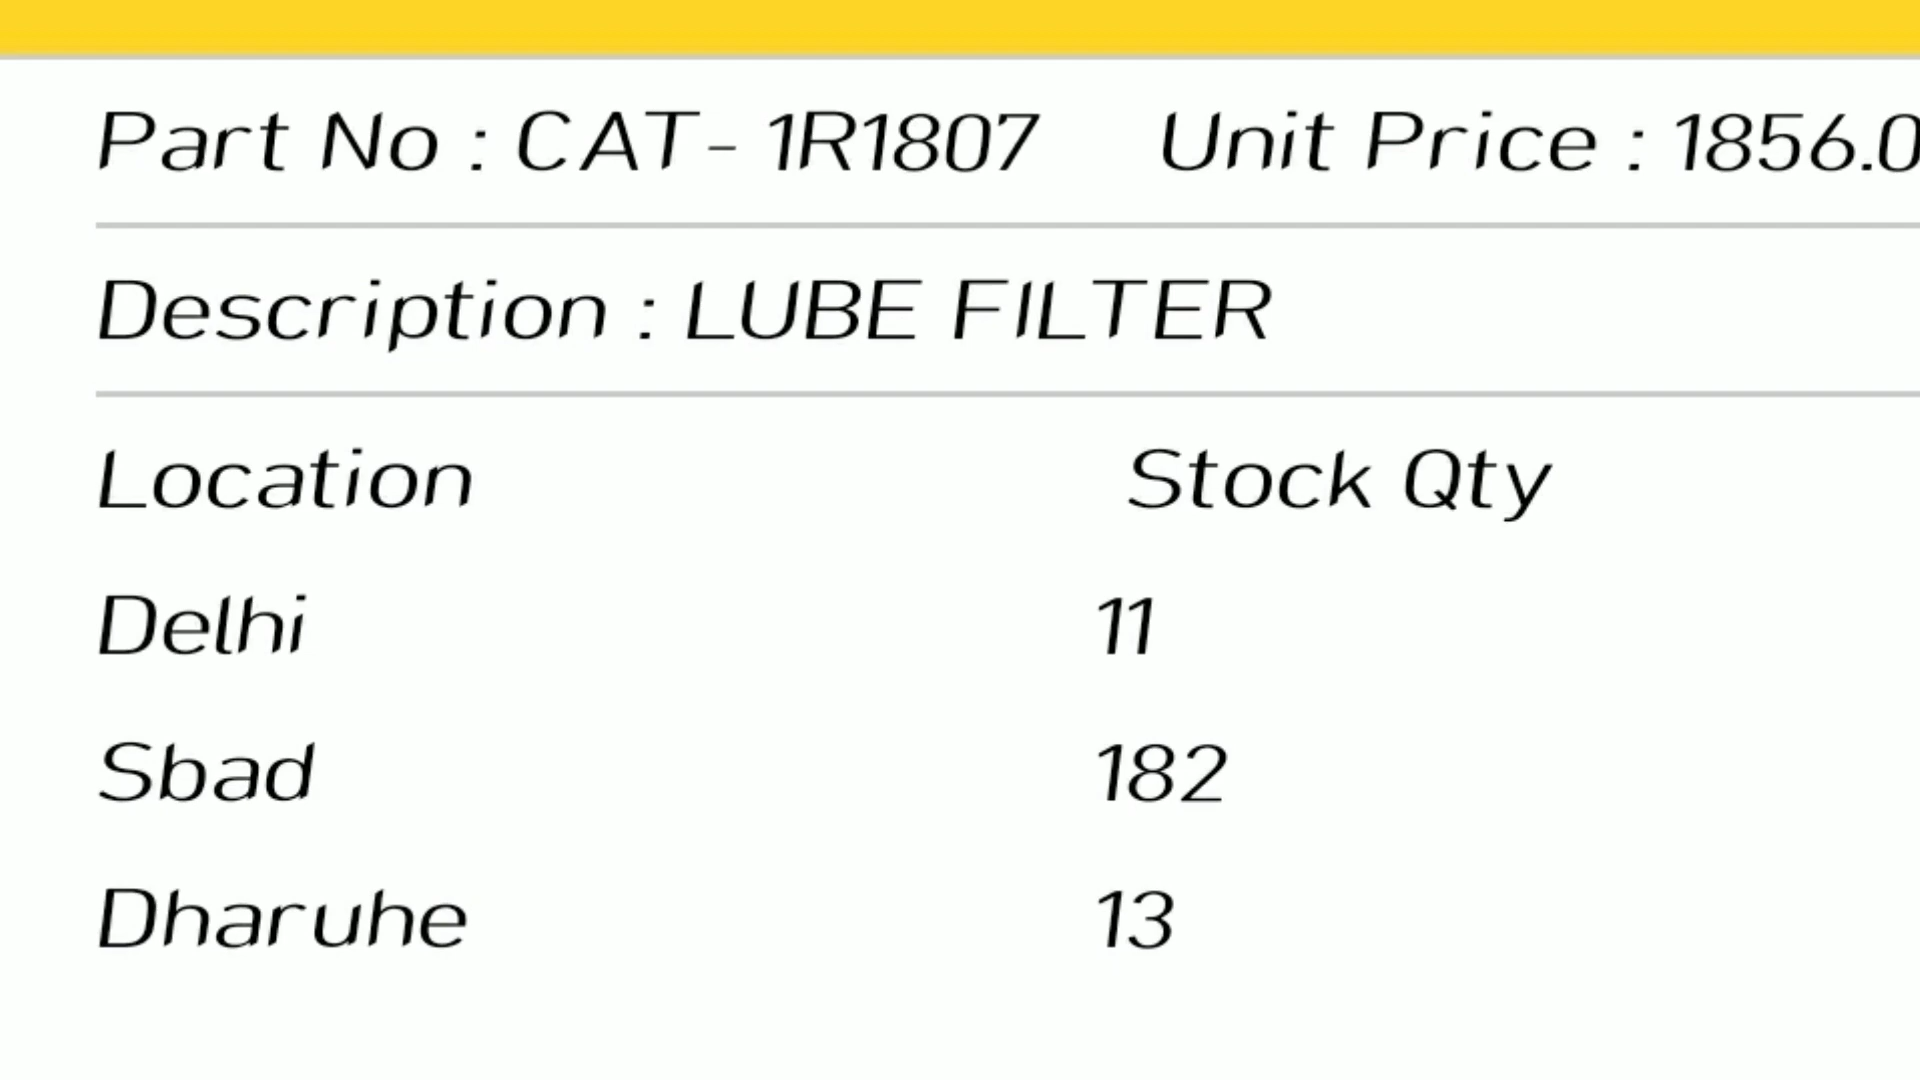 Part No : CAT- 1R1807 Unit Price : 1856.0
Description : LUBE FILTER
Location Stock Qty
Delhi 11
Sbad 182
Dharuhe 13